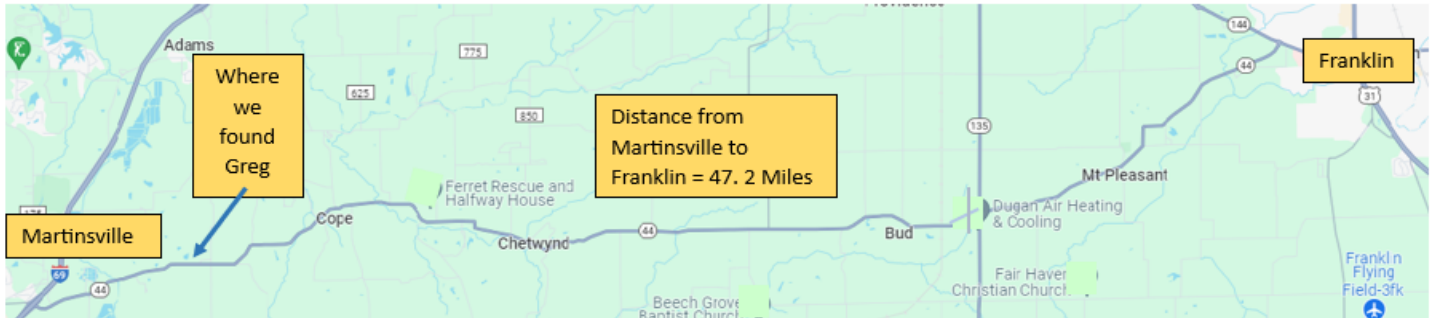 144
Adams
775
Franklin
Where
we
found
Greg
44
31
625
Distance from
Martinsville to
Franklin = 47. 2 Miles
850
135
Mt Pleasant
Ferret Rescue and
Halfway House
Dugan Air Heating
& Cooling
Cope
Martinsville
44
Bud
Chetwynd
69
44
Fair Haven
Christian Church
Franklin
Flying
Field-3fk
Beech Grove
Baptist Church